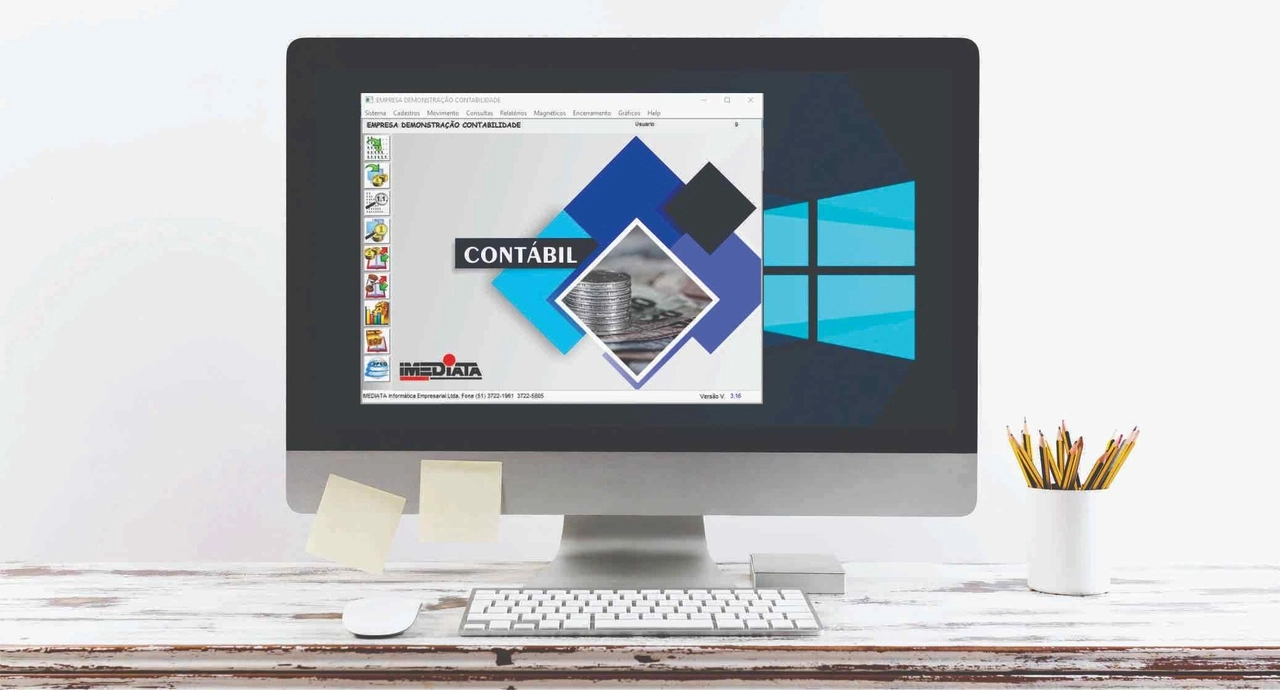 EMPRESA DEMONSTRAÇÃO CONTABILIDADE
Sistema Cadastros Movimento Consultas Relatórios Magnéticos Encerramento Gráficos Help
EMPRESA DEMONSTRAÇÃO CONTABILIDADE Usuario 9
CONTÁBIL
IMEDIATA
IMEDIATA Informática Empresarial Ltda. Fone (51) 3722-1961 3722-5805 Versão V. 3.16